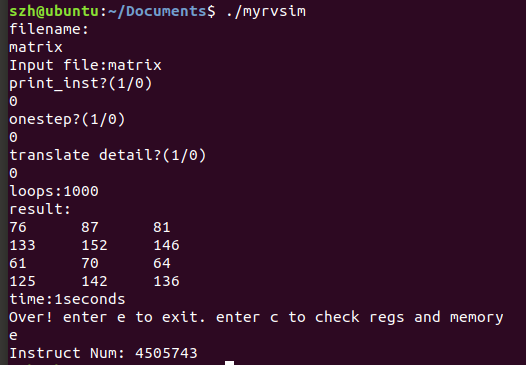 szh@ubuntu:~/Documents$ ./myrvsim
filename:
matrix
Input file:matrix
print_inst?(1/0)
0
onestep?(1/0)
0
translate detail?(1/0)
0
loops:1000
result:
76 87 81
133 152 146
61 70 64
125 142 136
time:1seconds
Over! enter e to exit. enter c to check regs and memory
e
Instruct Num: 4505743